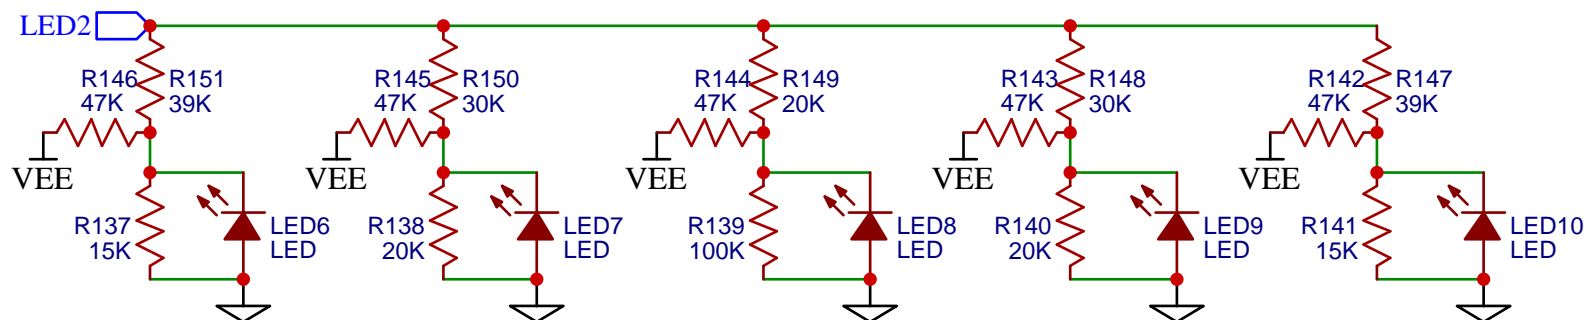 LED2
R146
47K
R151
39K
VEE
R137
15K
LED6
LED
R145
47K
R150
30K
VEE
R138
20K
LED7
LED
R144
47K
R149
20K
VEE
R139
100K
LED8
LED
R143
47K
R148
30K
VEE
R140
20K
LED9
LED
R142
47K
R147
39K
VEE
R141
15K
LED10
LED